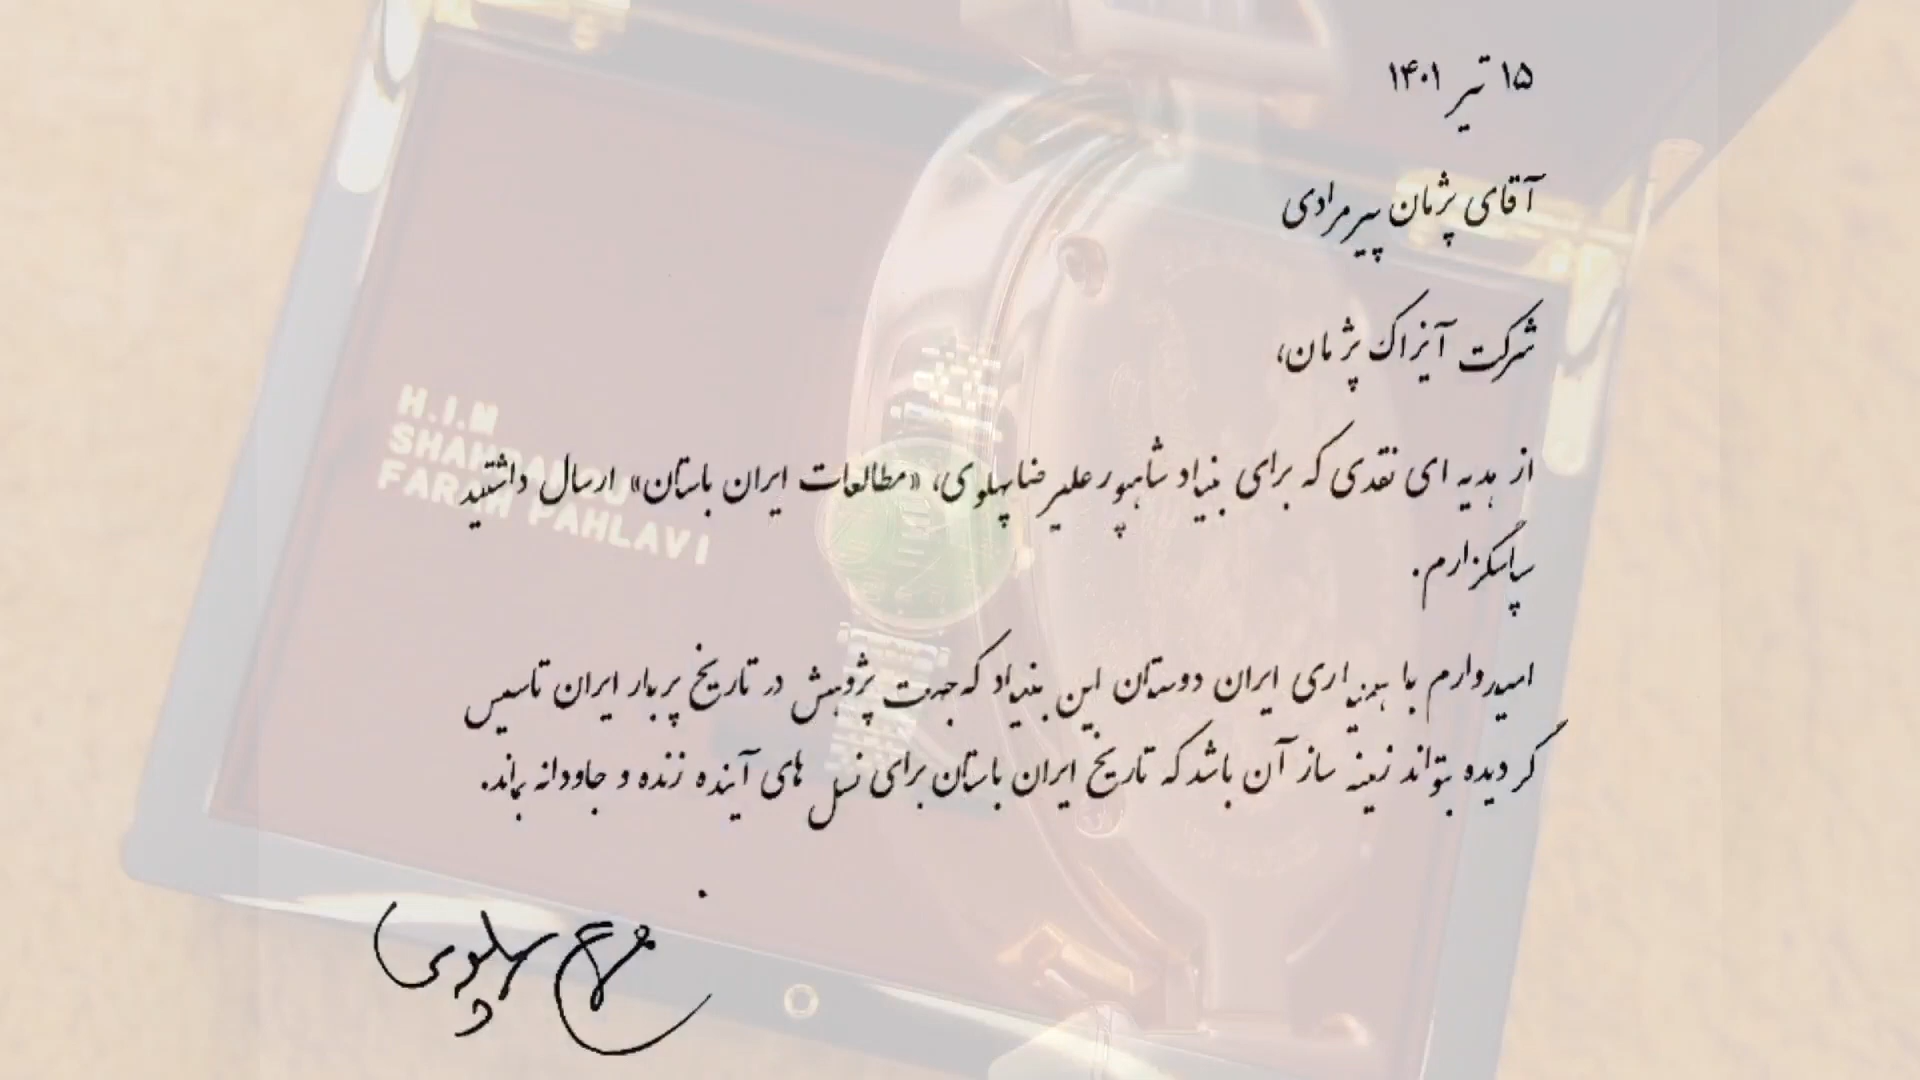 ۱۵ تیر ۱۴۰۱
آقای پژمان پیرمرادی
شرکت آیزاک پژمان،
از هدیه ای نقدی که برای بنیاد شاهپور علیرضا پهلوی، «مطالعات ایران باستان» ارسال داشتید
سپاسگزارم.
امیدوارم با همیاری ایران دوستان این بنیاد که جهت پژوهش در تاریخ پربار ایران تاسیس
گردیده بتواند زمینه ساز آن باشد که تاریخ ایران باستان برای نسل های آینده زنده و جاودانه بماند.
فرح پهلوی
H.I.M
SHAHBANOU
FARAH PAHLAVI